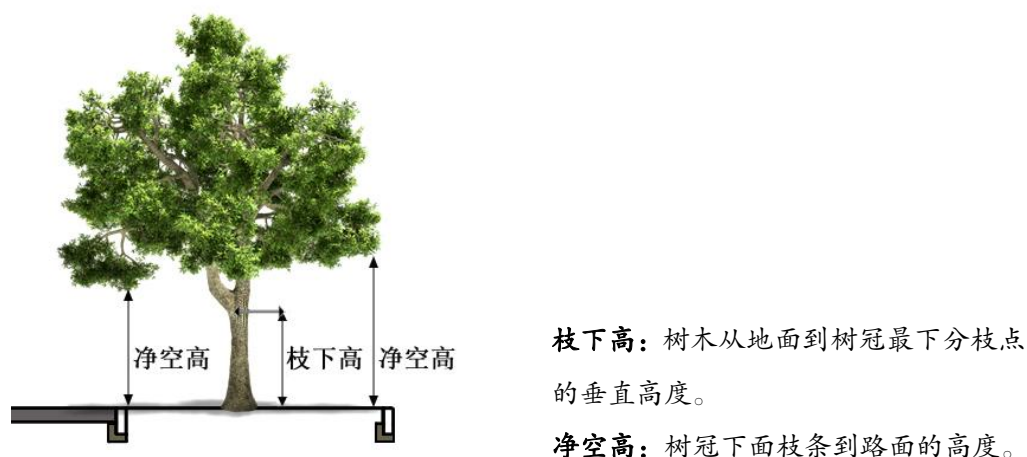 净空高
枝下高
净空高
枝下高：树木从地面到树冠最下分枝点
的垂直高度。
净空高：树冠下面枝条到路面的高度。